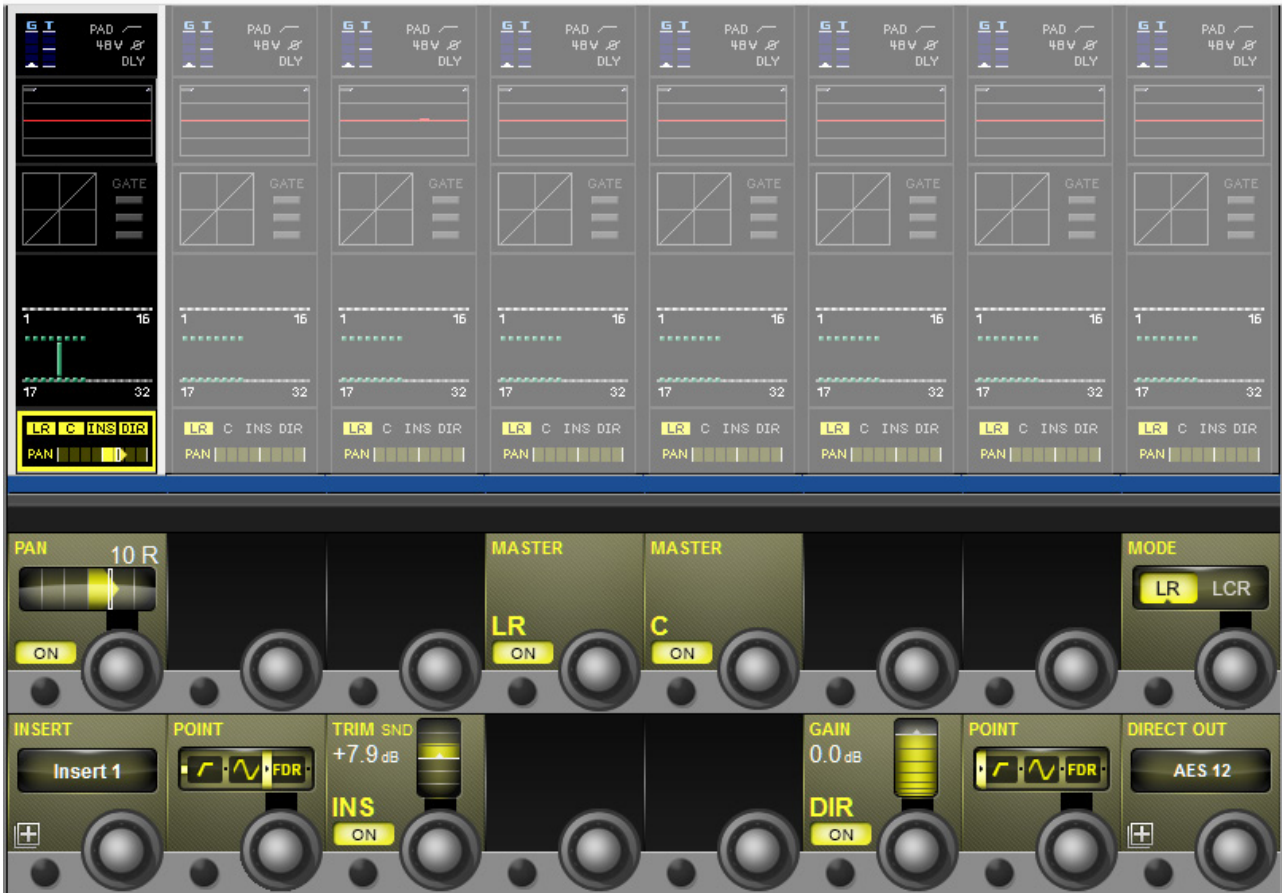 G T PAD G T PAD G T PAD G T PAD G T PAD G T PAD G T PAD G T PAD
48V Ø 48V Ø 48V Ø 48V Ø 48V Ø 48V Ø 48V Ø 48V Ø
DLY DLY DLY DLY DLY DLY DLY DLY
GATE GATE GATE GATE GATE GATE GATE GATE
1 16 1 16 1 16 1 16 1 16 1 16 1 16 1 16
17 32 17 32 17 32 17 32 17 32 17 32 17 32 17 32
LR C INS DIR LR C INS DIR LR C INS DIR LR C INS DIR LR C INS DIR LR C INS DIR LR C INS DIR LR C INS DIR
PAN PAN PAN PAN PAN PAN PAN PAN
PAN 10 R MASTER MASTER MODE
LR LCR
LR C
ON ON ON
INSERT POINT TRIM SND GAIN POINT DIRECT OUT
+7.9 dB 0.0 dB
Insert 1 FDR FDR AES 12
INS DIR
ON ON